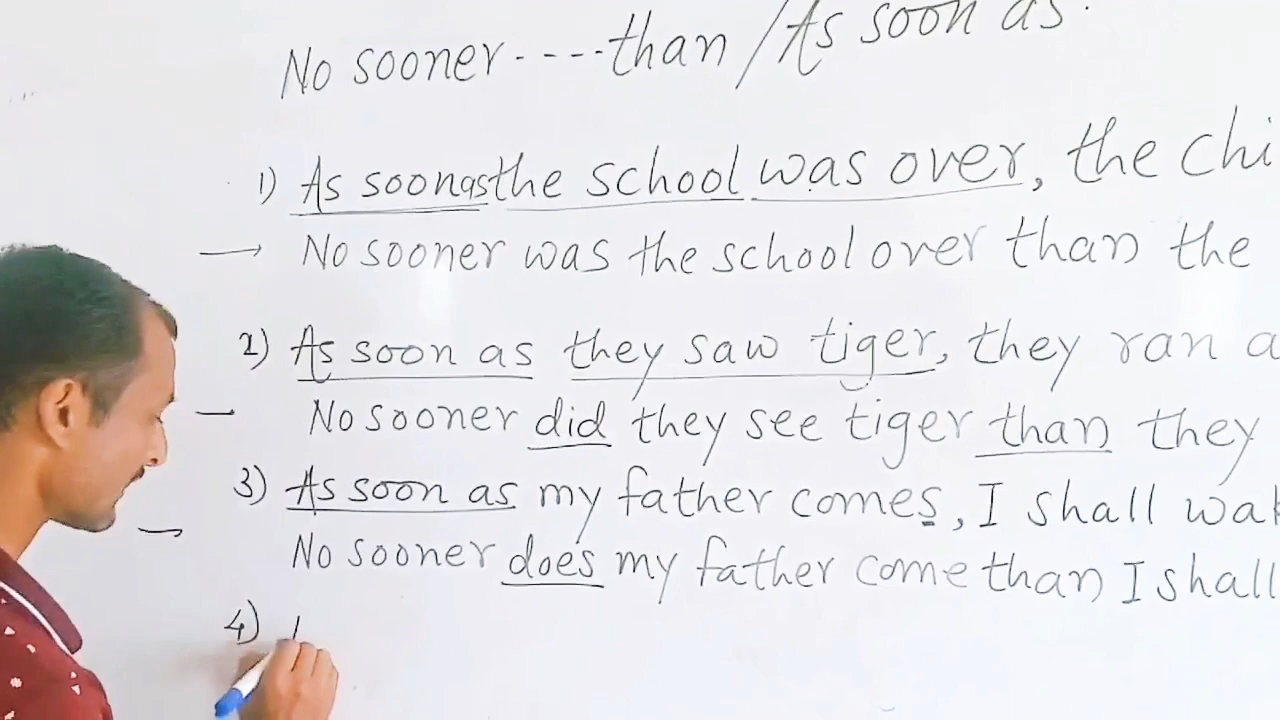 No sooner ----than / As soon as.
1) As soon as the school was over, the chi
→ No sooner was the school over than the
2) As soon as they saw tiger, they ran a
— No sooner did they see tiger than they
3) As soon as my father comes, I shall
— No sooner does my father come than I shall
4)